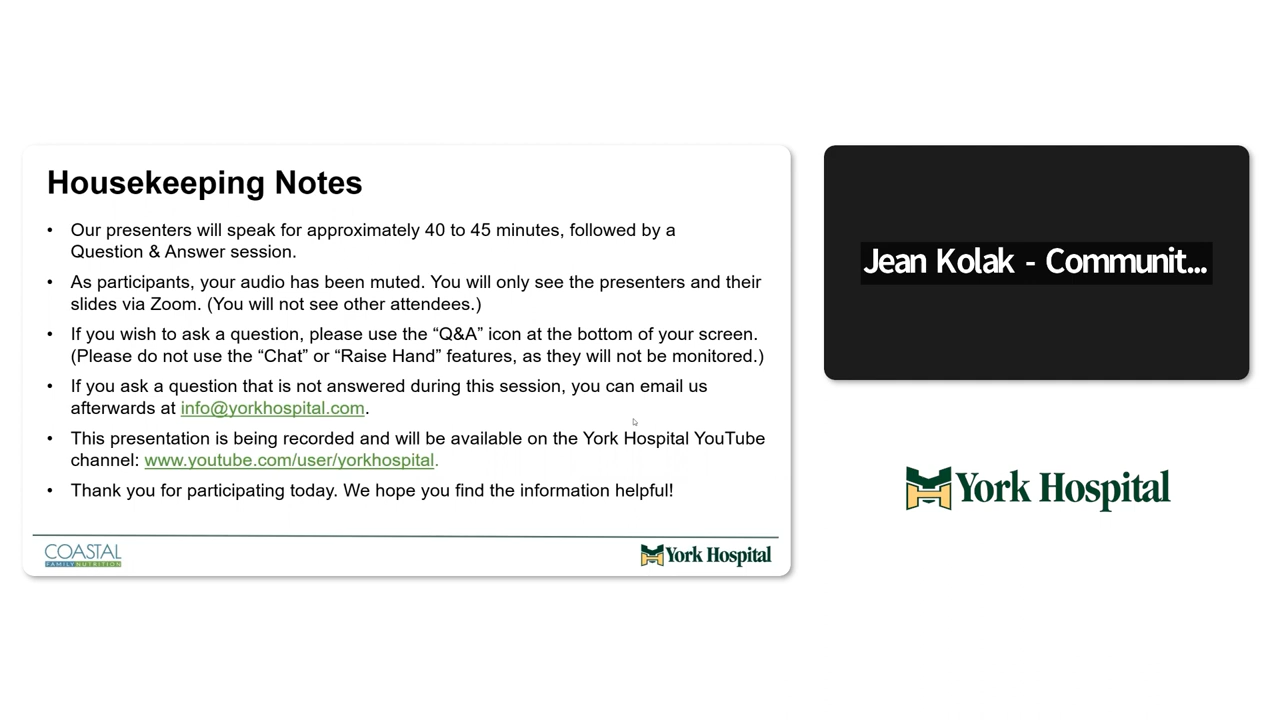 Housekeeping Notes
• Our presenters will speak for approximately 40 to 45 minutes, followed by a
Question & Answer session.
• As participants, your audio has been muted. You will only see the presenters and their
slides via Zoom. (You will not see other attendees.)
• If you wish to ask a question, please use the “Q&A” icon at the bottom of your screen.
(Please do not use the “Chat” or “Raise Hand” features, as they will not be monitored.)
• If you ask a question that is not answered during this session, you can email us
afterwards at info@yorkhospital.com.
• This presentation is being recorded and will be available on the York Hospital YouTube
channel: www.youtube.com/user/yorkhospital.
• Thank you for participating today. We hope you find the information helpful!
COASTAL
FAMILY NUTRITION
York Hospital
Jean Kolak - Communit...
York Hospital